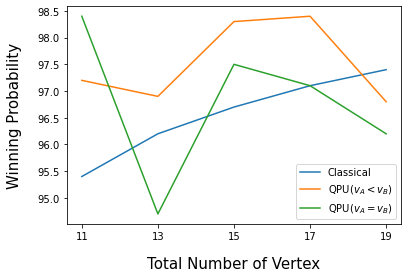 98.5
98.0
97.5
97.0
96.5
96.0
95.5
95.0
Winning Probability
11 13 15 17 19
Total Number of Vertex
Classical
QPU($v_A < v_B$)
QPU($v_A = v_B$)